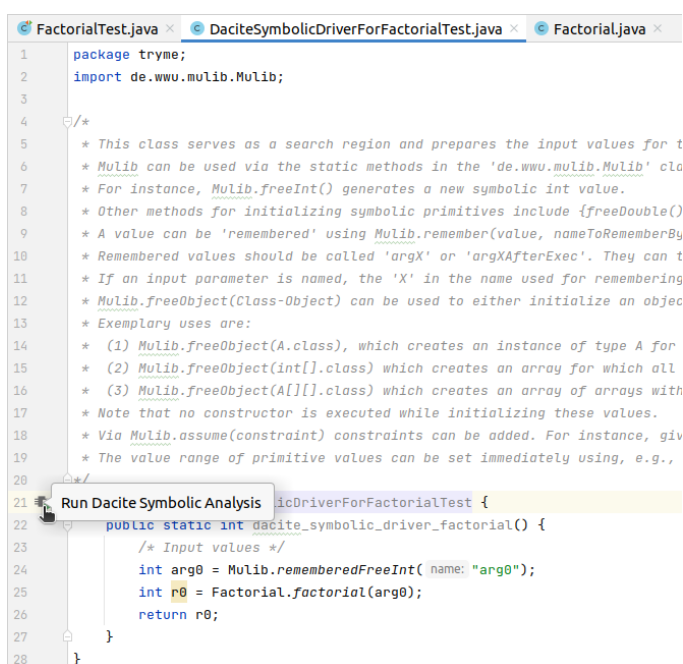 FactorialTest.java × DaciteSymbolicDriverForFactorialTest.java × Factorial.java ×
1 package tryme;
2 import de.wwu.mulib.Mulib;
3
4 /*
5 * This class serves as a search region and prepares the input values for t
6 * Mulib can be used via the static methods in the 'de.wwu.mulib.Mulib' cla
7 * For instance, Mulib.freeInt() generates a new symbolic int value.
8 * Other methods for initializing symbolic primitives include {freeDouble()
9 * A value can be 'remembered' using Mulib.remember(value, nameToRememberBy
10 * Remembered values should be called 'argX' or 'argXAfterExec'. They can t
11 * If an input parameter is named, the 'X' in the name used for remembering
12 * Mulib.freeObject(Class-Object) can be used to either initialize an objec
13 * Exemplary uses are:
14 * (1) Mulib.freeObject(A.class), which creates an instance of type A for
15 * (2) Mulib.freeObject(int[].class) which creates an array for which all
16 * (3) Mulib.freeObject(A[][].class) which creates an array of arrays with
17 * Note that no constructor is executed while initializing these values.
18 * Via Mulib.assume(constraint) constraints can be added. For instance, giv
19 * The value range of primitive values can be set immediately using, e.g.,
20 */
21 Run Dacite Symbolic Analysis icDriverForFactorialTest {
22 public static int dacite_symbolic_driver_factorial() {
23 /* Input values */
24 int arg0 = Mulib.rememberedFreeInt( name: "arg0");
25 int r0 = Factorial.factorial(arg0);
26 return r0;
27 }
28 }